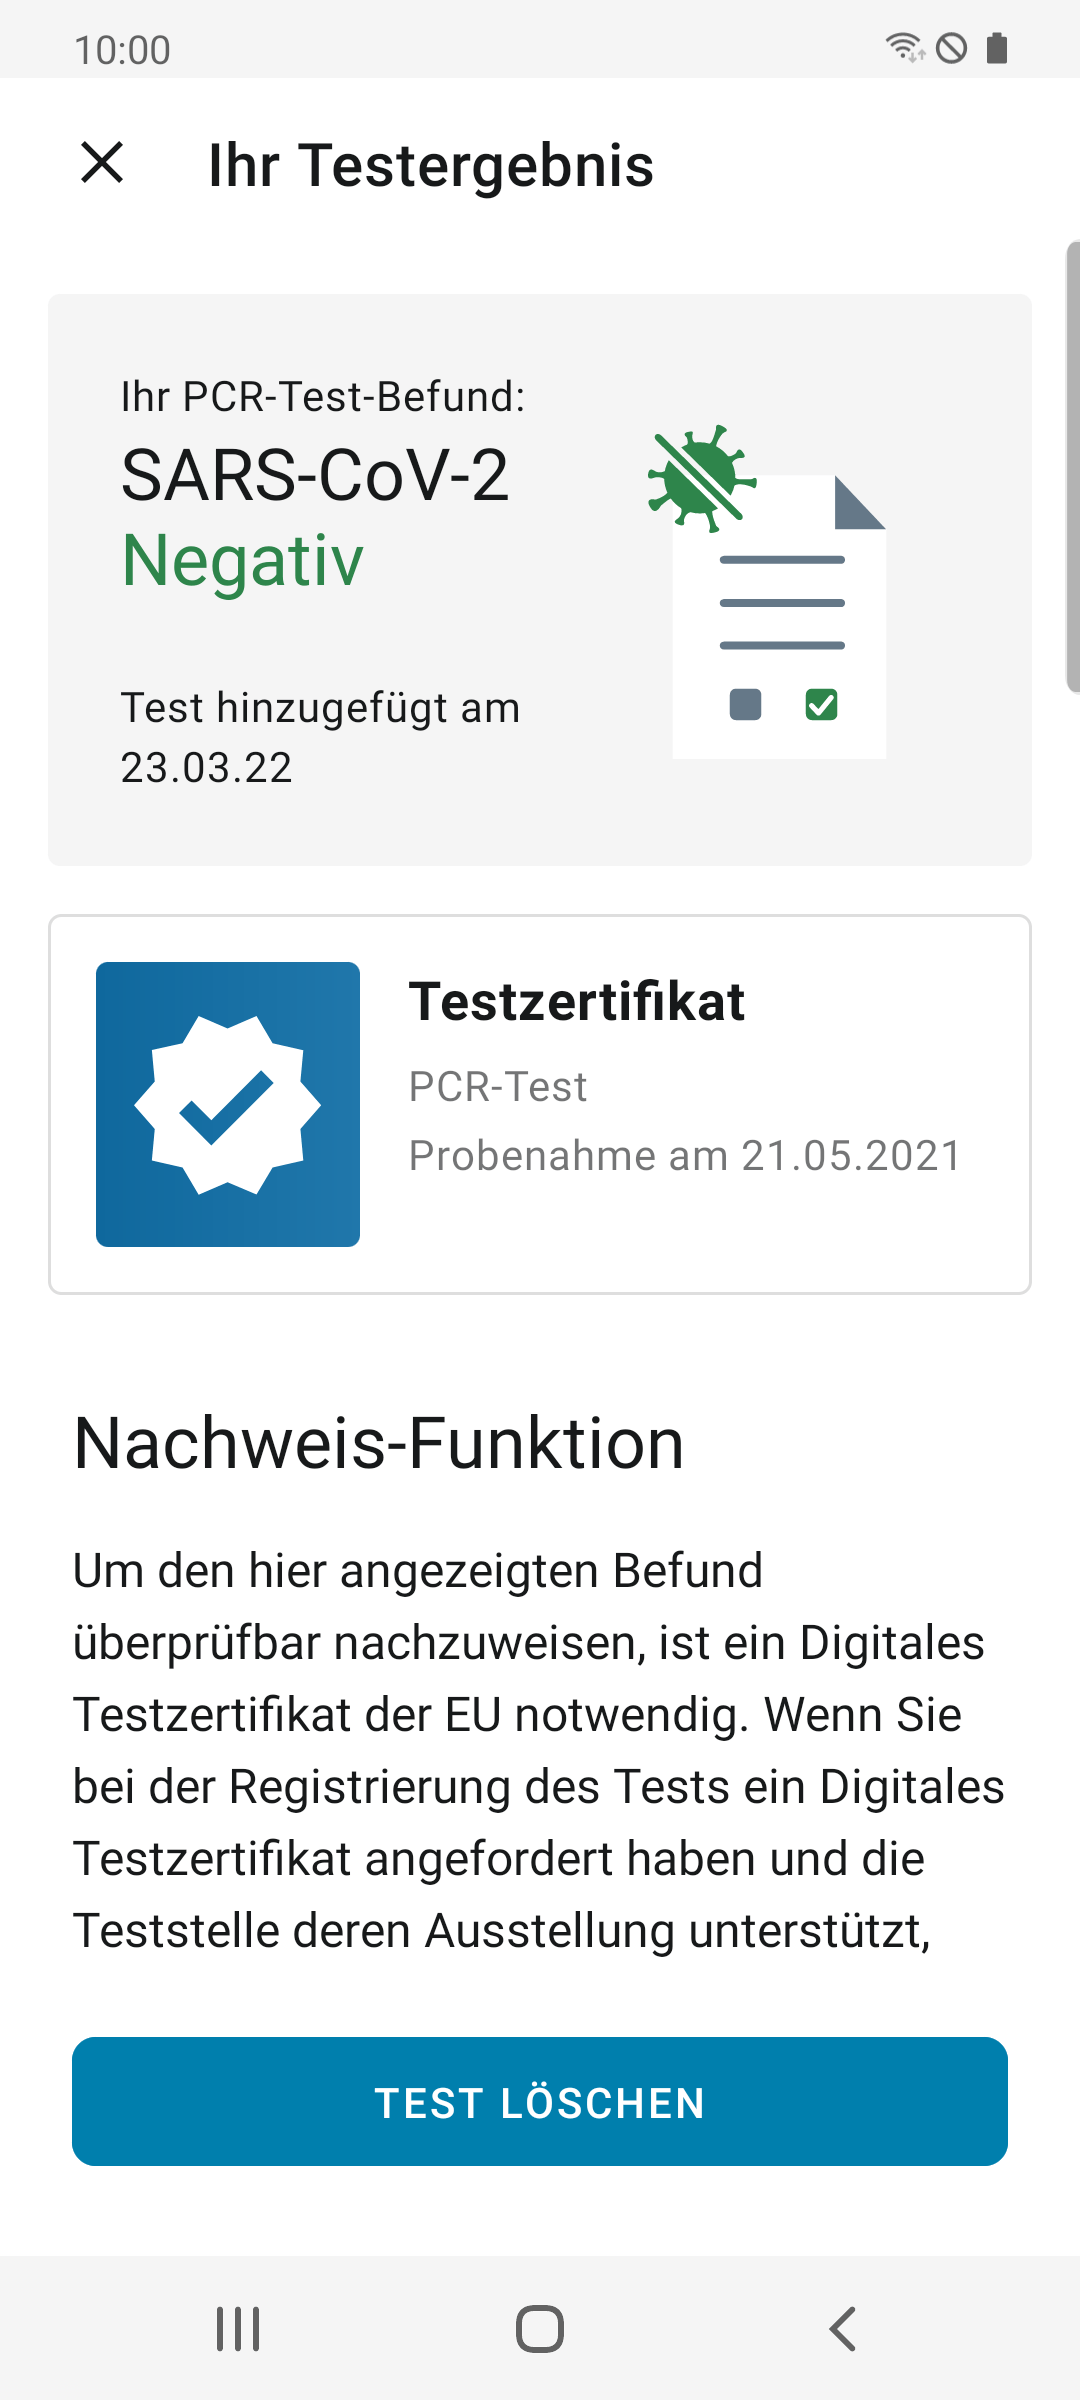 10:00
Ihr Testergebnis
Ihr PCR-Test-Befund:
SARS-CoV-2
Negativ
Test hinzugefügt am
23.03.22
Testzertifikat
PCR-Test
Probenahme am 21.05.2021
Nachweis-Funktion
Um den hier angezeigten Befund
überprüfbar nachzuweisen, ist ein Digitales
Testzertifikat der EU notwendig. Wenn Sie
bei der Registrierung des Tests ein Digitales
Testzertifikat angefordert haben und die
Teststelle deren Ausstellung unterstützt,
TEST LÖSCHEN